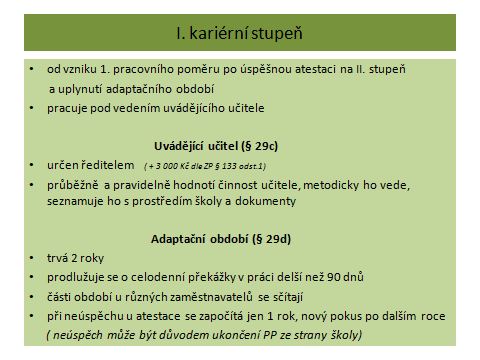 I. kariérní stupeň
• od vzniku 1. pracovního poměru po úspěšnou atestaci na II. stupeň
a uplynutí adaptačního období
• pracuje pod vedením uvádějícího učitele
Uvádějící učitel (§ 29c)
• určen ředitelem ( + 3 000 Kč dle ZP § 133 odst.1)
• průběžně a pravidelně hodnotí činnost učitele, metodicky ho vede,
seznamuje ho s prostředím školy a dokumenty
Adaptační období (§ 29d)
• trvá 2 roky
• prodlužuje se o celodenní překážky v práci delší než 90 dnů
• části období u různých zaměstnavatelů se sčítají
• při neúspěchu u atestace se započítá jen 1 rok, nový pokus po dalším roce
( neúspěch může být důvodem ukončení PP ze strany školy)